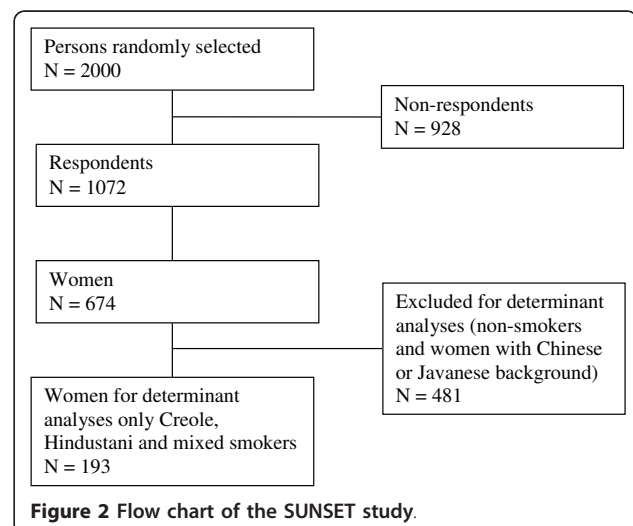 Persons randomly selected
N = 2000
Non-respondents
N = 928
Respondents
N = 1072
Women
N = 674
Excluded for determinant
analyses (non-smokers
and women with Chinese
or Javanese background)
N = 481
Women for determinant
analyses only Creole,
Hindustani and mixed smokers
N = 193
Figure 2 Flow chart of the SUNSET study.